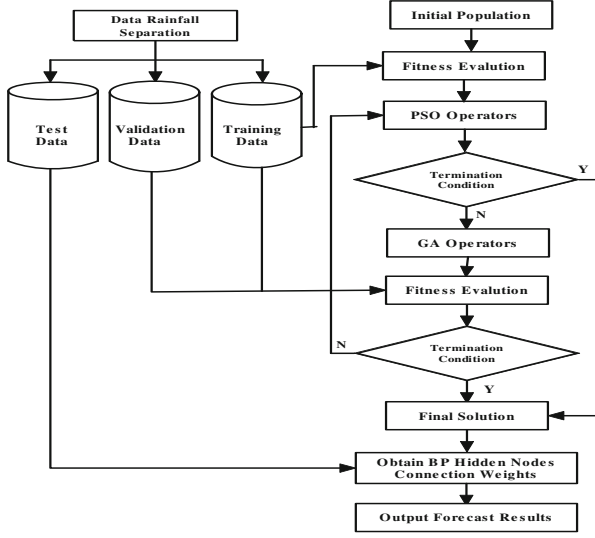 Data Rainfall
Separation
Test
Data
Validation
Data
Training
Data
Initial Population
Fitness Evalution
PSO Operators
Termination
Condition
Y
N
GA Operators
Fitness Evalution
Termination
Condition
N
Y
Final Solution
Obtain BP Hidden Nodes
Connection Weights
Output Forecast Results